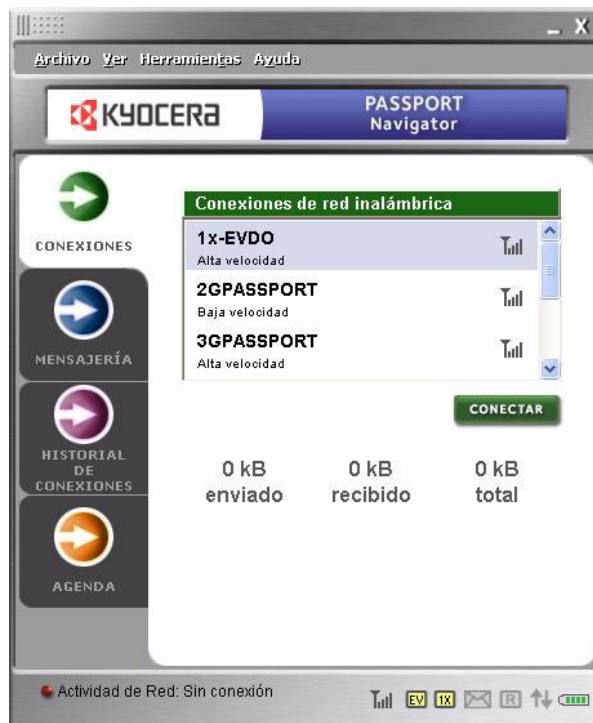 X
Archivo Ver Herramientas Ayuda
KYOCERA
PASSPORT
Navigator
CONEXIONES
Conexiones de red inalámbrica
1x-EVDO
Alta velocidad
2GPASSPORT
Baja velocidad
3GPASSPORT
Alta velocidad
MENSAJERÍA
CONECTAR
HISTORIAL
DE
CONEXIONES
0 kB 0 kB 0 kB
enviado recibido total
AGENDA
Actividad de Red: Sin conexión
EV 1X R